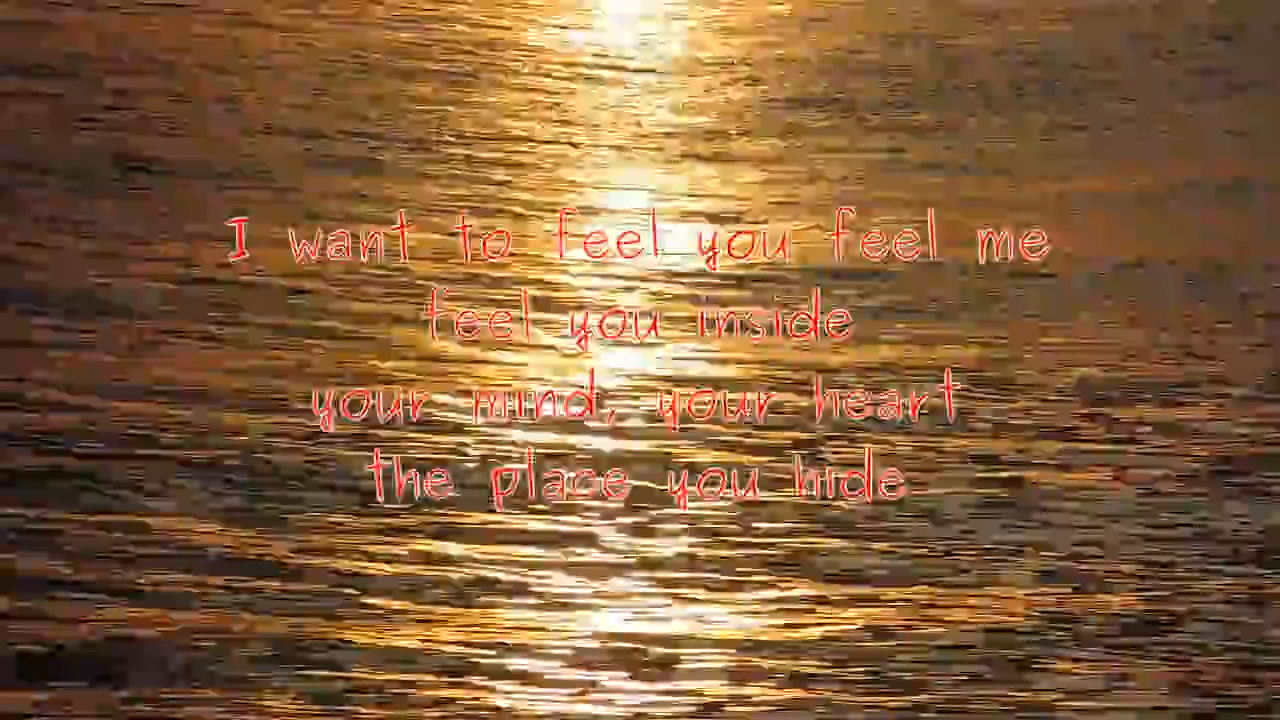 I want to feel you feel me
feel you inside
your mind, your heart
the place you hide